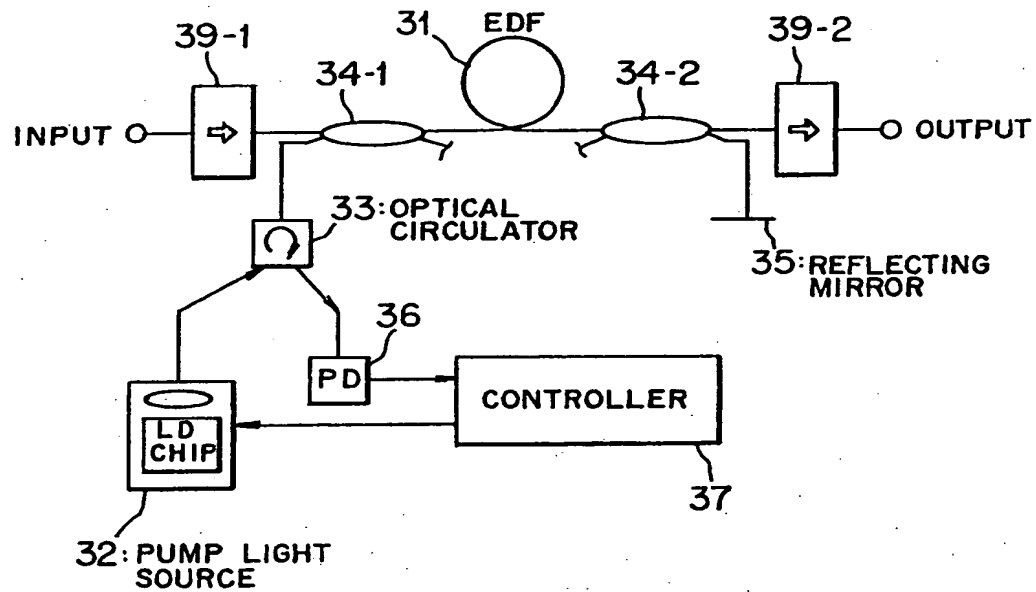 39-1
34-1
31
EDF
34-2
39-2
INPUT
OUTPUT
33:OPTICAL
CIRCULATOR
35:REFLECTING
MIRROR
36
PD
CONTROLLER
LD
CHIP
37
32:PUMP LIGHT
SOURCE